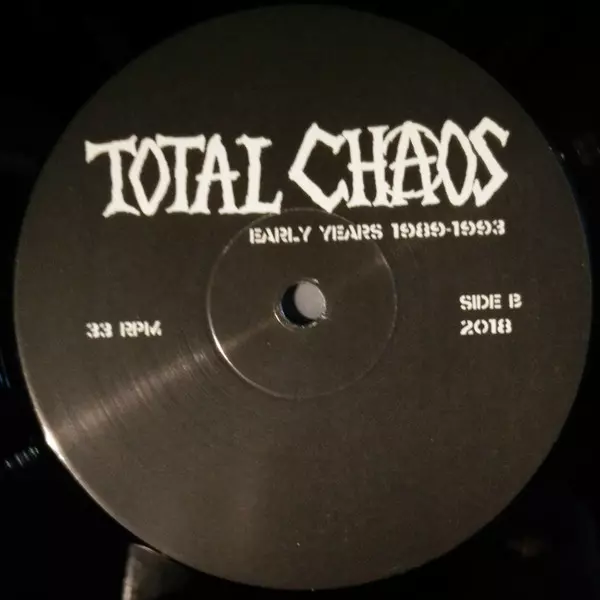 TOTAL CHAOS
EARLY YEARS 1989-1993
33 RPM
SIDE B
2018